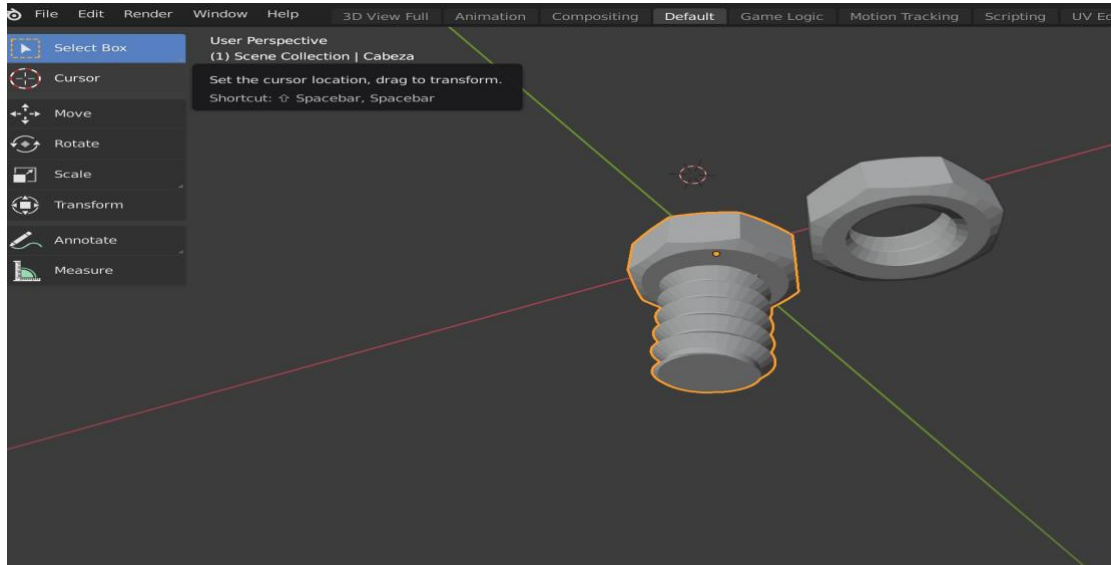 File Edit Render Window Help 3D View Full Animation Compositing Default Game Logic Motion Tracking Scripting
Select Box
User Perspective
(1) Scene Collection | Cabeza
Cursor
Set the cursor location, drag to transform.
Shortcut: ⇧ Spacebar, Spacebar
Move
Rotate
Scale
Transform
Annotate
Measure